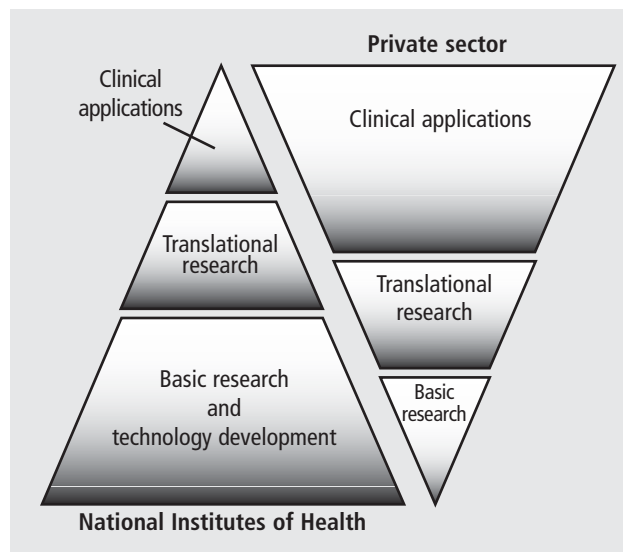 Private sector
Clinical
applications
Clinical applications
Translational
research
Translational
research
Basic research
and
technology development
Basic
research
National Institutes of Health